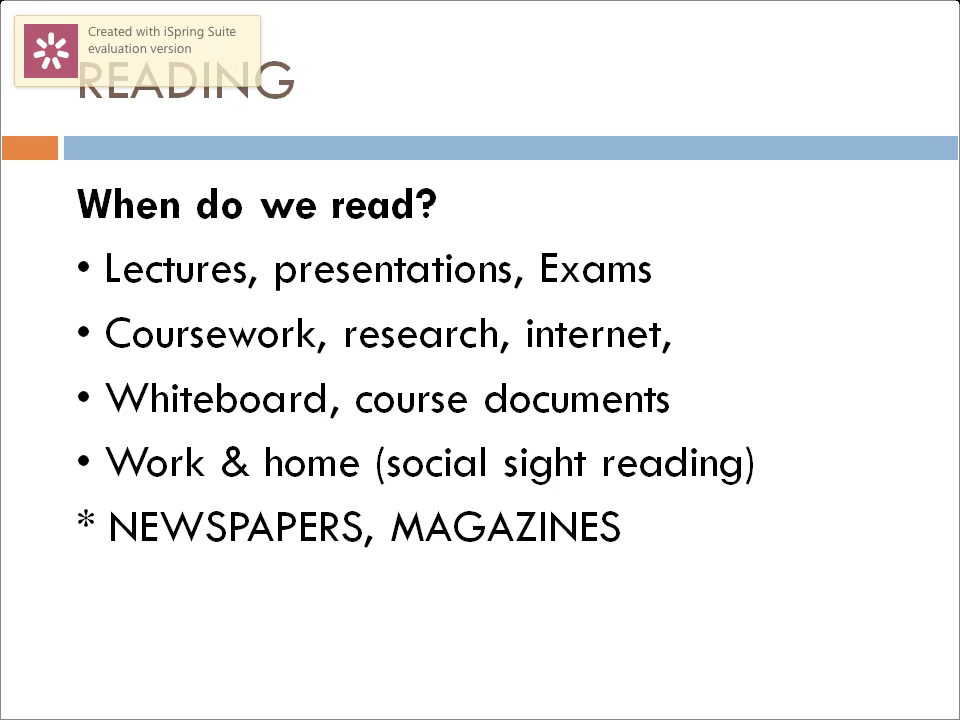 Created with iSpring Suite
evaluation version
READING
When do we read?
• Lectures, presentations, Exams
• Coursework, research, internet,
• Whiteboard, course documents
• Work & home (social sight reading)
* NEWSPAPERS, MAGAZINES